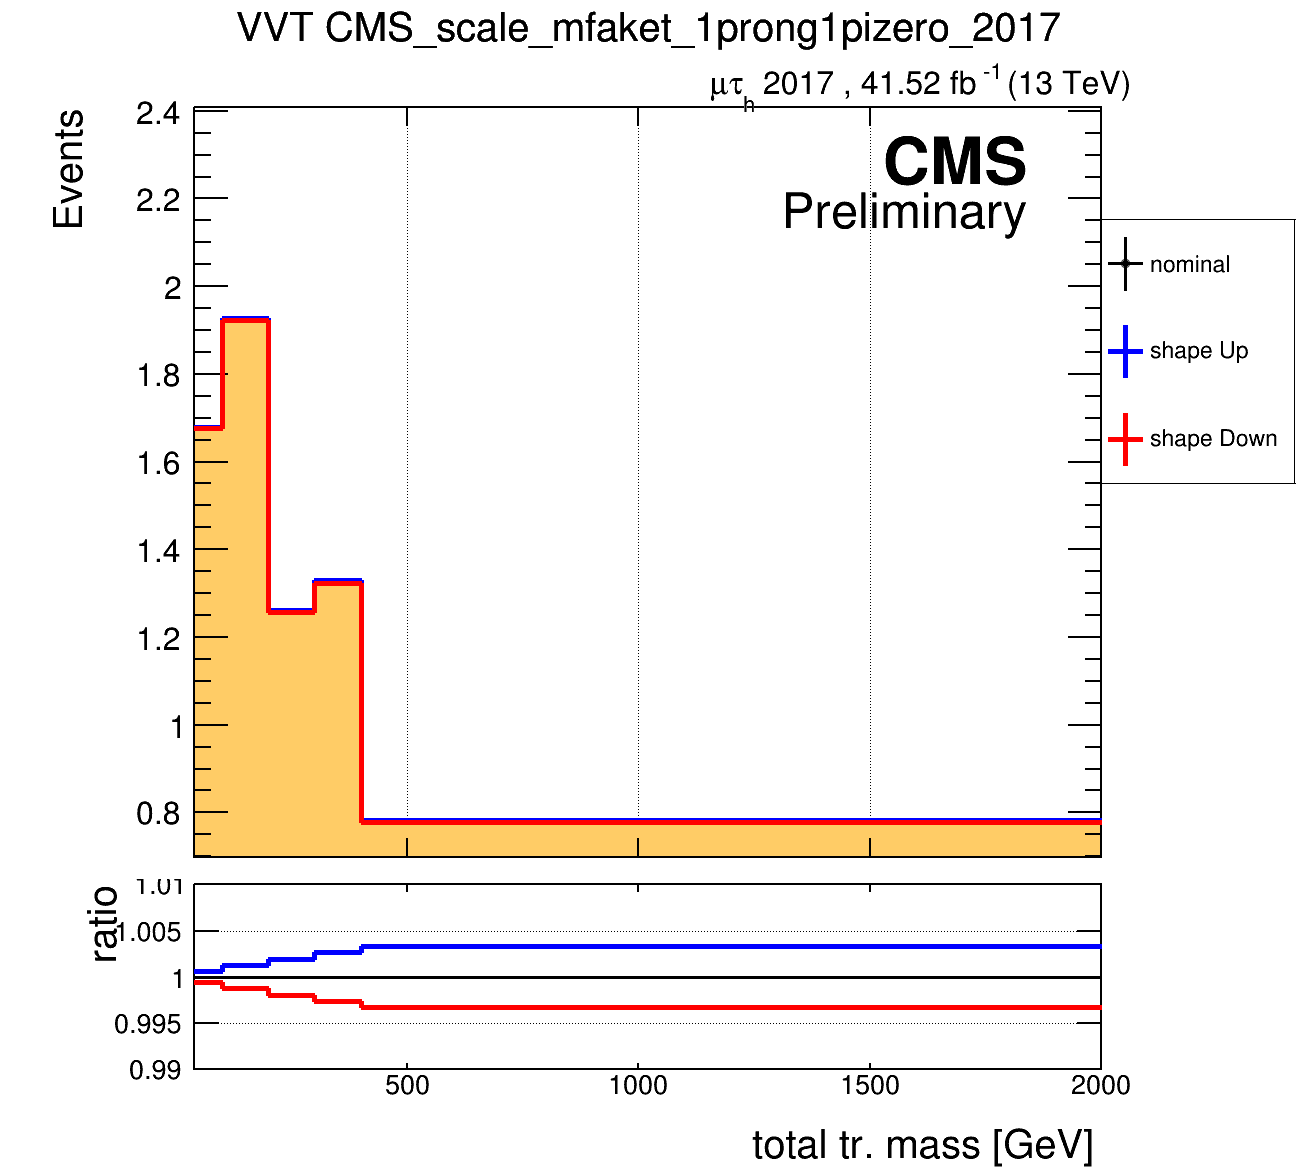 VVT CMS_scale_mfaket_1prong1pizero_2017
μτh 2017 , 41.52 fb-1 (13 TeV)
Events
2.4
2.2
2
1.8
1.6
1.4
1.2
1
0.8
CMS
Preliminary
nominal
shape Up
shape Down
ratio
1.01
1.005
1
0.995
0.99
500
1000
1500
2000
total tr. mass [GeV]